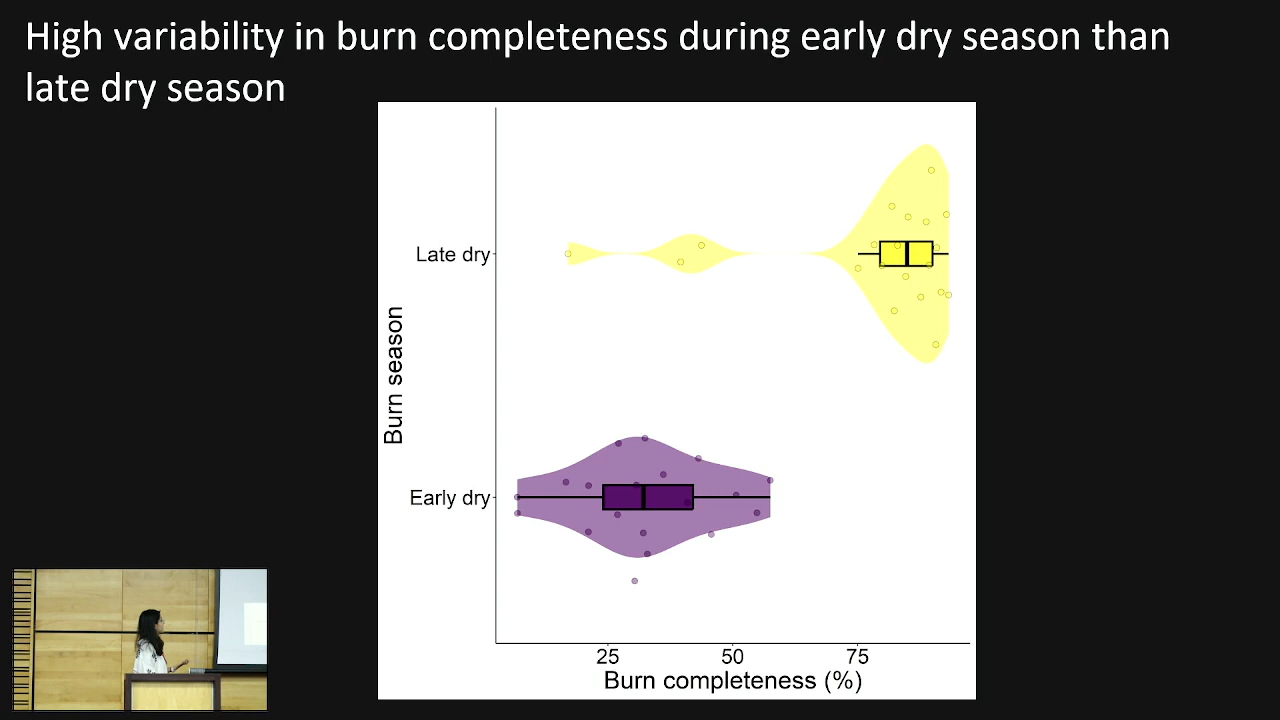 High variability in burn completeness during early dry season than
late dry season
Late dry
Early dry
Burn season
25 50 75
Burn completeness (%)